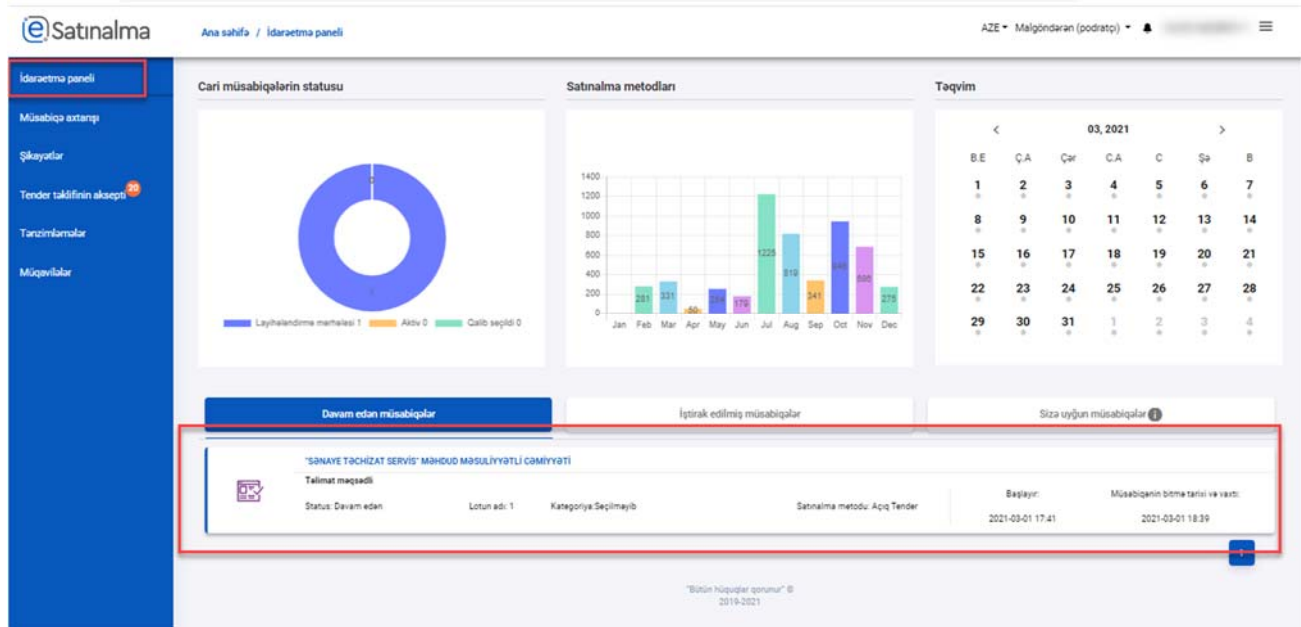 eSatınalma
Ana səhifə / İdarəetmə paneli
AZE Malgöndərən (podratçı)
İdarəetmə paneli
Müsabiqə axtarışı
Şikayətlər
Tender təklifinin aksepti 20
Tənzimləmələr
Müqavilələr
Cari müsabiqələrin statusu
0
Layihələndirmə mərhələsi 1 Aktiv 0 Qalib seçildi 0
Satınalma metodları
1400
1200
1000
800
600
400
200
0
281 331 50 179 1225 819 341 275
Jan Feb Mar Apr May Jun Jul Aug Sep Oct Nov Dec
Təqvim
< 03, 2021 >
B.E Ç.A Çər C.A C Şə B
1 2 3 4 5 6 7
8 9 10 11 12 13 14
15 16 17 18 19 20 21
22 23 24 25 26 27 28
29 30 31 1 2 3 4
Davam edən müsabiqələr
İştirak edilmiş müsabiqələr
Sizə uyğun müsabiqələr i
"SƏNAYE TƏCHİZAT SERVİS" MƏHDUD MƏSULİYYƏTLİ CƏMİYYƏTİ
Təlimat məqsədli
Status: Davam edən Lotun adı: 1 Kategoriya:Seçilməyib Satınalma metodu: Açıq Tender
Başlayır: Müsabiqənin bitmə tarixi və vaxtı:
2021-03-01 17:41 2021-03-01 18:39
1
"Bütün hüquqlar qorunur" ©
2019-2021